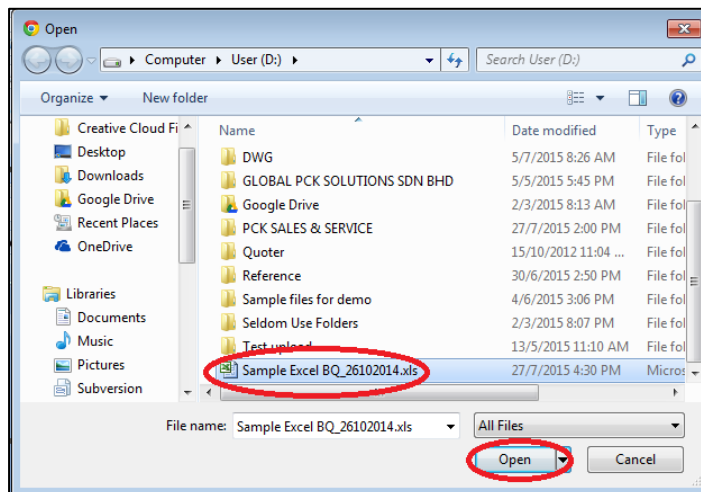 Open
Computer User (D:) Search User (D:)
Organize New folder
Creative Cloud Fi
Desktop
Downloads
Google Drive
Recent Places
OneDrive
Libraries
Documents
Music
Pictures
Subversion
Name Date modified Type
DWG 5/7/2015 8:26 AM File fol
GLOBAL PCK SOLUTIONS SDN BHD 5/5/2015 5:45 PM File fol
Google Drive 2/3/2015 8:13 AM File fol
PCK SALES & SERVICE 27/7/2015 2:00 PM File fol
Quoter 15/10/2012 11:04 ... File fol
Reference 30/6/2015 2:50 PM File fol
Sample files for demo 4/6/2015 3:06 PM File fol
Seldom Use Folders 2/3/2015 8:07 PM File fol
Test upload 13/5/2015 11:10 AM File fol
Sample Excel BQ_26102014.xls 27/7/2015 4:30 PM Micros
File name: Sample Excel BQ_26102014.xls All Files
Open Cancel